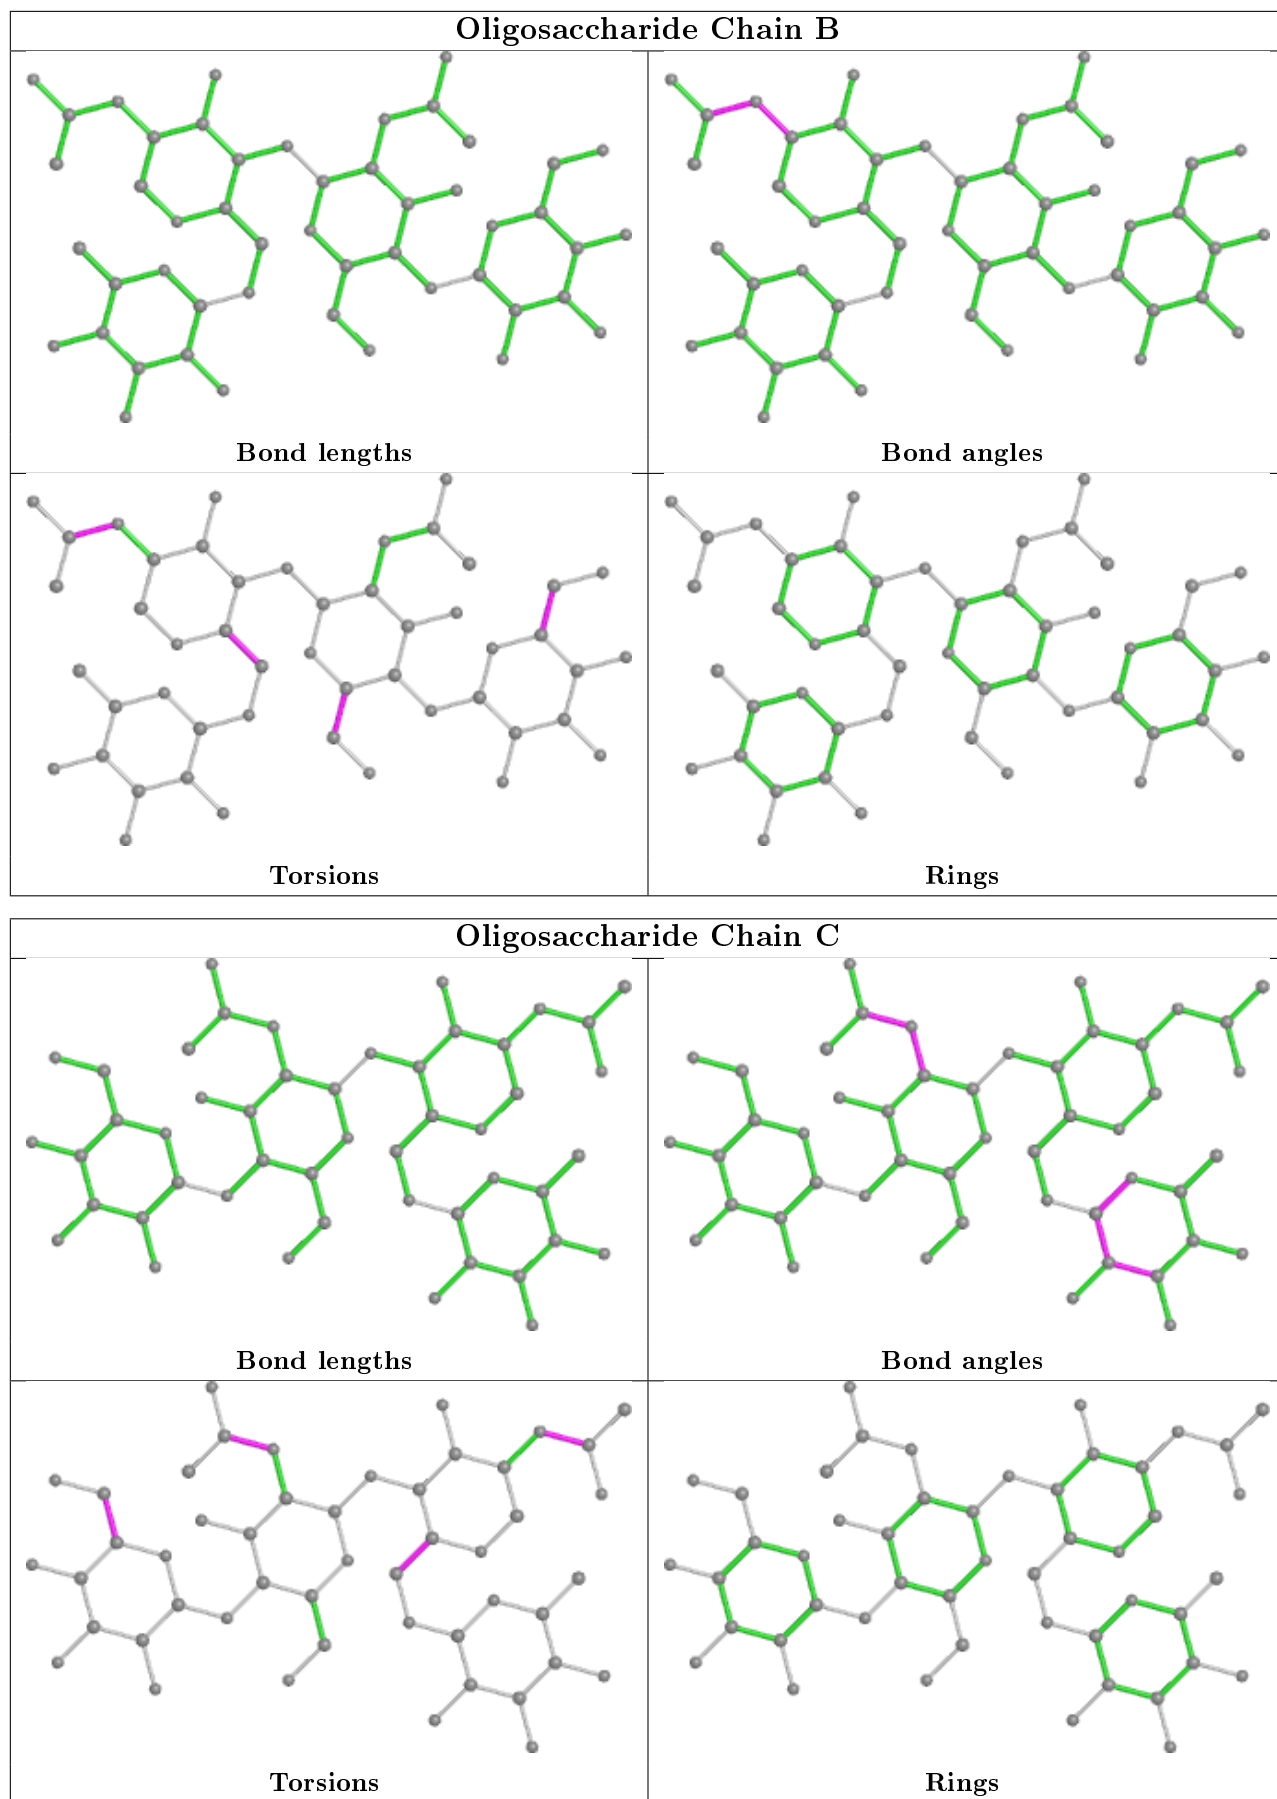 Oligosaccharide Chain B
Bond lengths
Bond angles
Torsions
Rings
Oligosaccharide Chain C
Bond lengths
Bond angles
Torsions
Rings